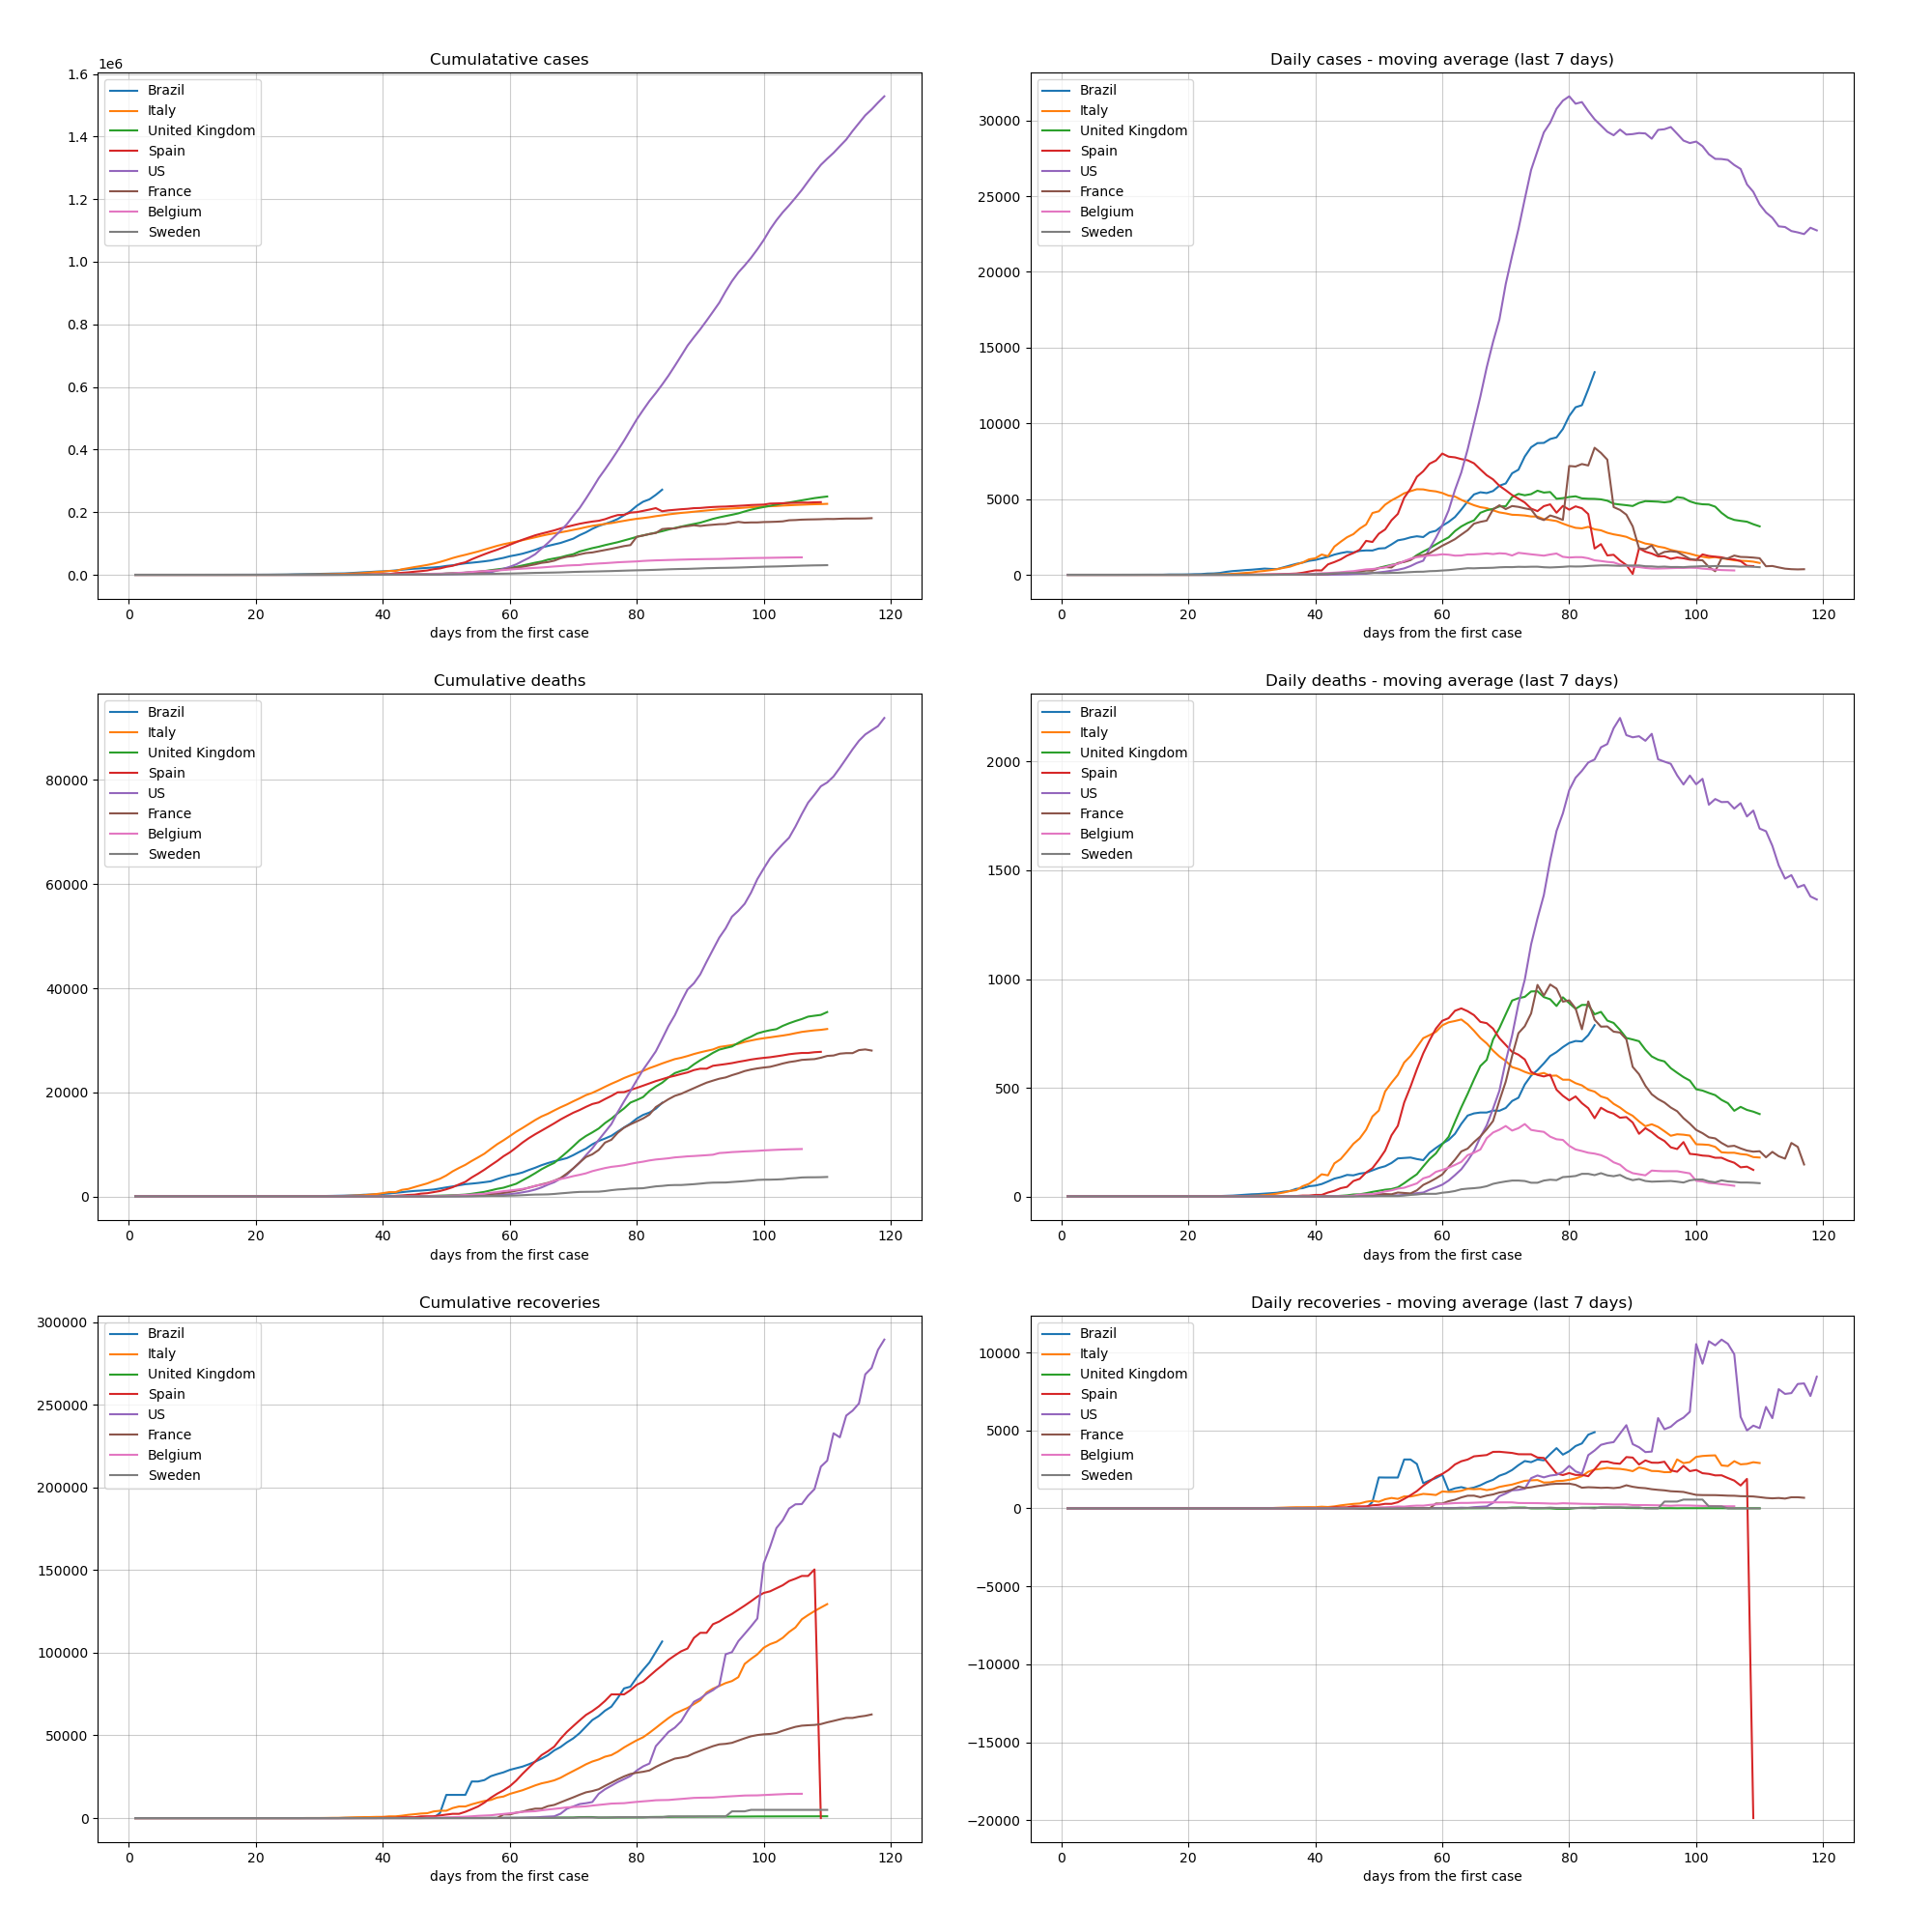 Cumulatative cases
1e6
1.6
1.4
1.2
1.0
0.8
0.6
0.4
0.2
0.0
Brazil
Italy
United Kingdom
Spain
US
France
Belgium
Sweden
0 20 40 60 80 100 120
days from the first case
Daily cases - moving average (last 7 days)
30000
25000
20000
15000
10000
5000
0
Brazil
Italy
United Kingdom
Spain
US
France
Belgium
Sweden
0 20 40 60 80 100 120
days from the first case
Cumulative deaths
80000
60000
40000
20000
0
Brazil
Italy
United Kingdom
Spain
US
France
Belgium
Sweden
0 20 40 60 80 100 120
days from the first case
Daily deaths - moving average (last 7 days)
2000
1500
1000
500
0
Brazil
Italy
United Kingdom
Spain
US
France
Belgium
Sweden
0 20 40 60 80 100 120
days from the first case
Cumulative recoveries
300000
250000
200000
150000
100000
50000
0
Brazil
Italy
United Kingdom
Spain
US
France
Belgium
Sweden
0 20 40 60 80 100 120
days from the first case
Daily recoveries - moving average (last 7 days)
10000
5000
0
−5000
−10000
−15000
−20000
Brazil
Italy
United Kingdom
Spain
US
France
Belgium
Sweden
0 20 40 60 80 100 120
days from the first case